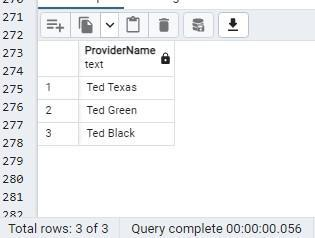 271
272
273
274
275
276
277
278
279
280
281
282
ProviderName
text
1 Ted Texas
2 Ted Green
3 Ted Black
Total rows: 3 of 3 Query complete 00:00:00.056